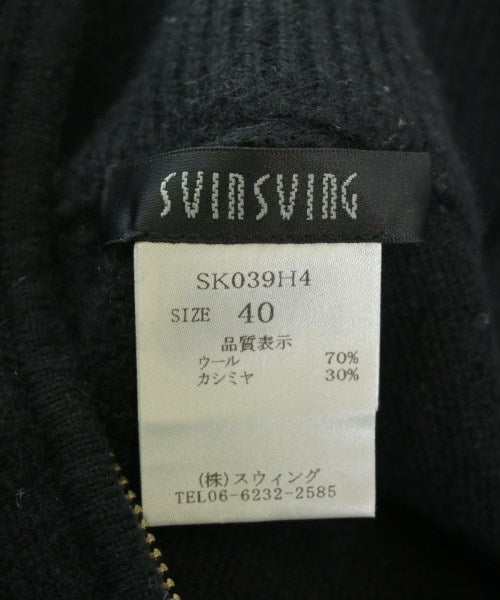 SVINSVING
SK039H4
SIZE 40
品質表示
ウール 70%
カシミヤ 30%
(株)スウィング
TEL06-6232-2585